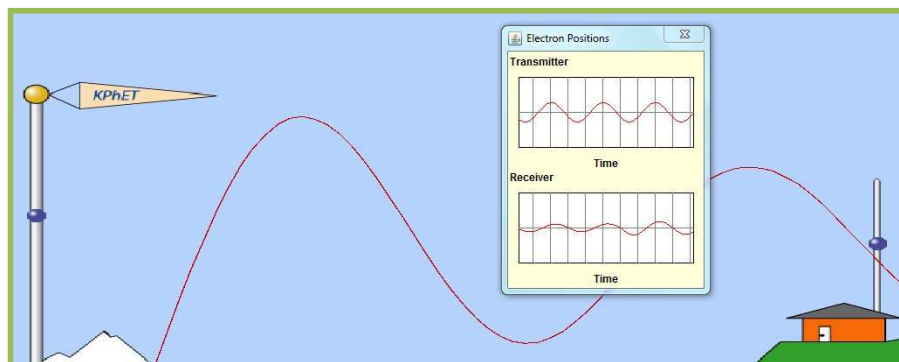 KPhET
Electron Positions
Transmitter
Time
Receiver
Time